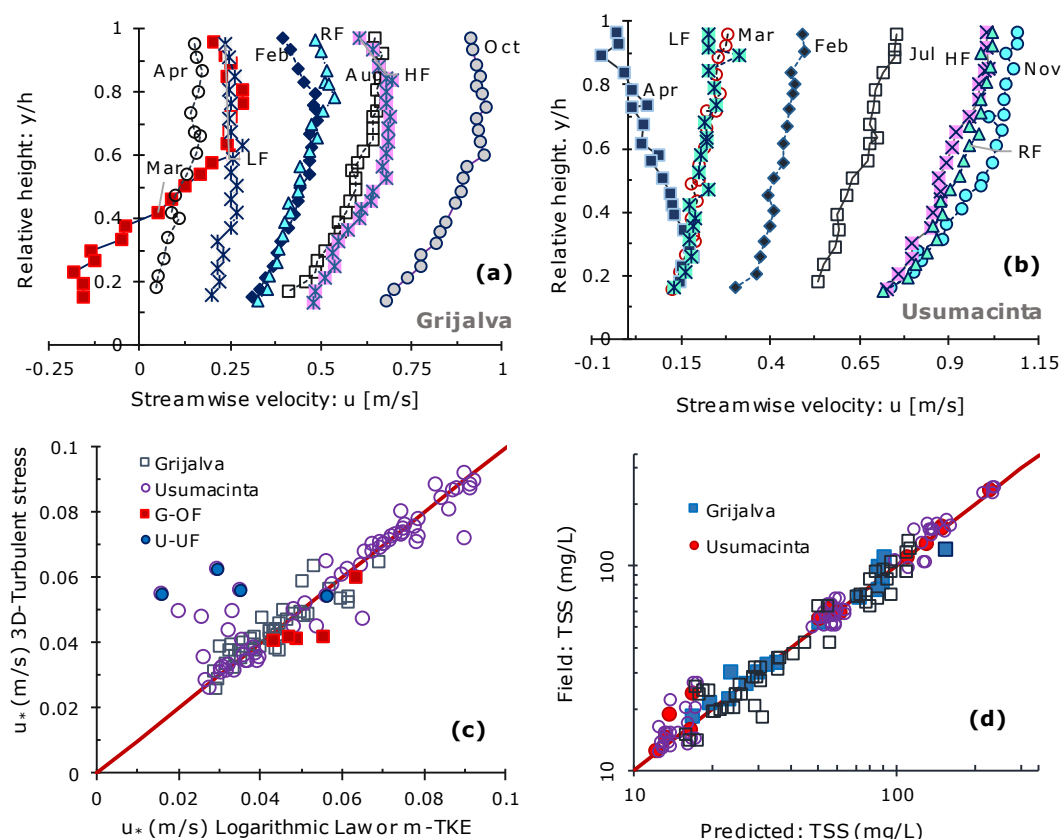 Relative height: y/h
1
0.8
0.6
0.4
0.2
0
-0.25
0
0.25
0.5
0.75
1
Streamwise velocity: u [m/s]
Apr
Mar
LF
Feb
RF
Aug
HF
Oct
(a)
Grijalva
Relative height. y/h
1
0.8
0.6
0.4
0.2
0
-0.1
0.15
0.4
0.65
0.9
1.15
Streamwise velocity: u [m/s]
Apr
LF
Mar
Feb
Jul
HF
Nov
RF
(b)
Usumacinta
u* (m/s) 3D-Turbulent stress
0.1
0.08
0.06
0.04
0.02
0
0
0.02
0.04
0.06
0.08
0.1
u* (m/s) Logarithmic Law or m-TKE
Grijalva
Usumacinta
G-OF
U-UF
(c)
Field: TSS (mg/L)
100
10
10
100
Predicted: TSS (mg/L)
Grijalva
Usumacinta
(d)